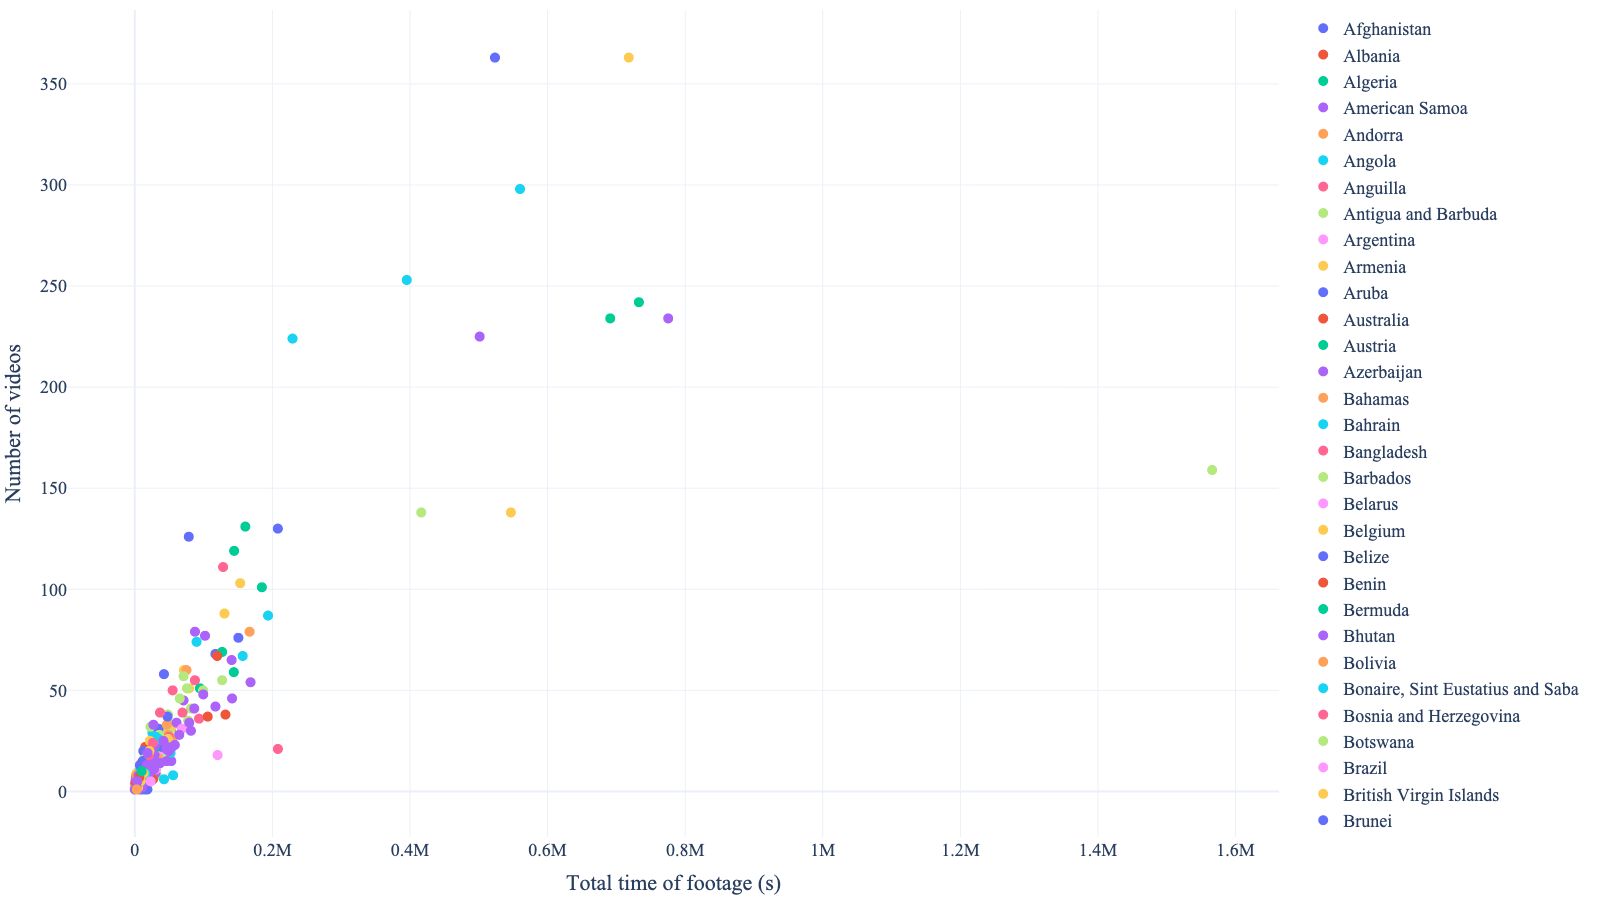 Number of videos
350
300
250
200
150
100
50
0
0
0.2M
0.4M
0.6M
0.8M
1M
1.2M
1.4M
1.6M
Total time of footage (s)
Afghanistan
Albania
Algeria
American Samoa
Andorra
Angola
Anguilla
Antigua and Barbuda
Argentina
Armenia
Aruba
Australia
Austria
Azerbaijan
Bahamas
Bahrain
Bangladesh
Barbados
Belarus
Belgium
Belize
Benin
Bermuda
Bhutan
Bolivia
Bonaire, Sint Eustatius and Saba
Bosnia and Herzegovina
Botswana
Brazil
British Virgin Islands
Brunei